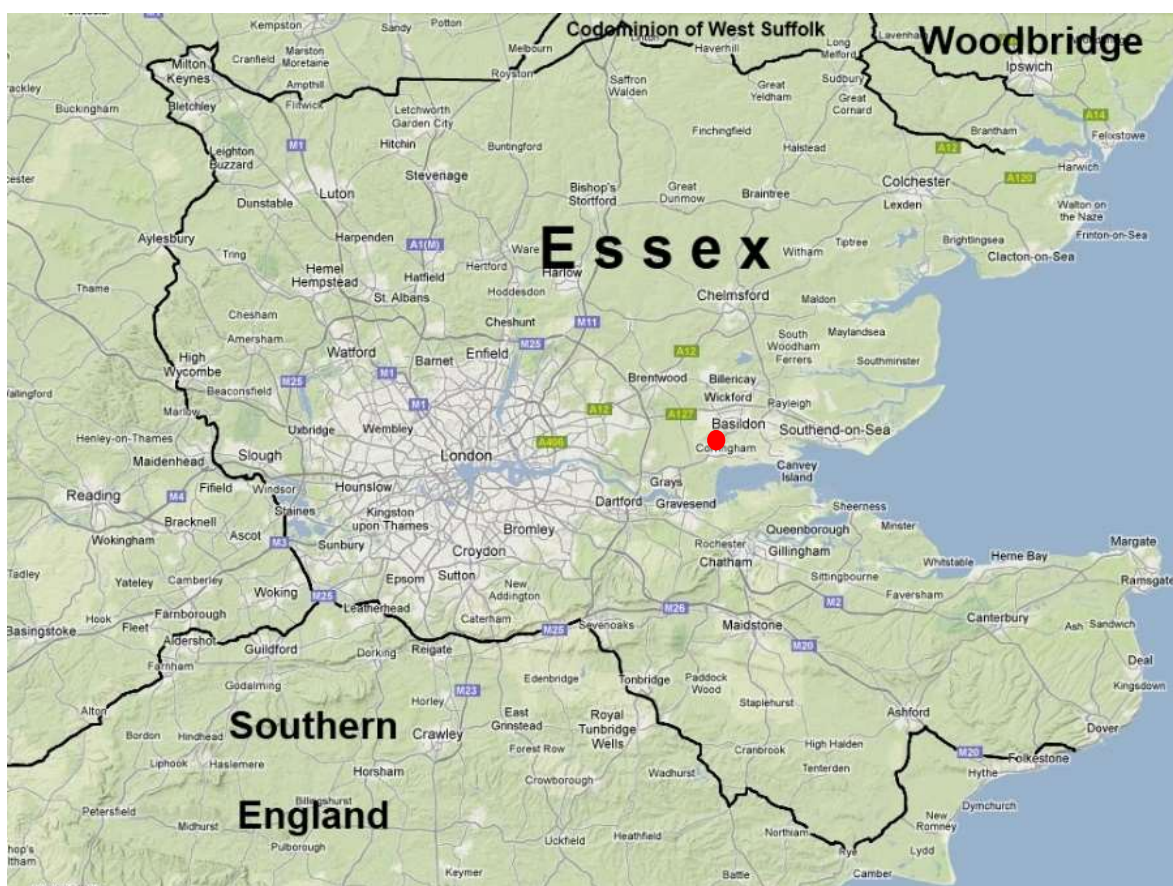 Kempston
Sandy
Potton
Codominion of West Suffolk
Woodbridge
Milton
Keynes
Cranfield
Marston
Moretaine
Ampthill
Melbourn
Linton
Haverhill
Long
Melford
Lavenham
Ipswich
Royston
Saffron
Walden
Sudbury
Great
Cornard
Great
Yeldham
Buckingham
Bletchley
Flitwick
Letchworth
Garden City
A14
Felixstowe
Brantham
Leighton
Buzzard
M1
Hitchin
Buntingford
Finchingfield
Halstead
A12
Harwich
Stevenage
Bishop's
Stortford
Great
Dunmow
Braintree
Colchester
Lexden
A120
Walton on
the Naze
Dunstable
Luton
Aylesbury
Tring
Harpenden
A1(M)
Ware
Hertford
Essex
Witham
Tiptree
Brightlingsea
Frinton-on-Sea
Clacton-on-Sea
Thame
Hemel
Hempstead
Hatfield
St. Albans
Hoddesdon
Harlow
Chelmsford
Maldon
Chesham
Amersham
Cheshunt
M11
South
Woodham
Ferrers
Maylandsea
Southminster
High
Wycombe
Watford
Barnet
Enfield
M25
A12
Brentwood
Billericay
Wickford
Rayleigh
Beaconsfield
M25
M1
M1
A12
A127
Basildon
Southend-on-Sea
Marlow
Henley-on-Thames
Uxbridge
Wembley
London
A406
Canvey
Island
Maidenhead
Slough
Reading
M4
Fifield
Windsor
Hounslow
Dartford
Grays
Gravesend
Sheerness
Bracknell
Staines
Kingston
upon Thames
Bromley
Rochester
Chatham
Queenborough
Gillingham
Minster
Wokingham
Ascot
M3
Sunbury
Croydon
Sittingbourne
Whitstable
Herne Bay
Margate
Ramsgate
Tadley
Yateley
Camberley
Woking
M25
Epsom
Sutton
New
Addington
M26
M2
Faversham
Canterbury
Ash
Sandwich
Hook
Fleet
Farnborough
Leatherhead
Caterham
M25
Sevenoaks
Maidstone
M20
Basingstoke
Aldershot
Farnham
Guildford
Dorking
Reigate
Deal
Kingsdown
Godalming
Horley
M23
Edenbridge
Tonbridge
Paddock
Wood
Staplehurst
Ashford
Dover
Alton
Bordon
Hindhead
Southern
Crawley
East
Grinstead
Royal
Tunbridge
Wells
Forest Row
Cranbrook
High Halden
Tenterden
M20
Folkestone
Hythe
Liphook
Haslemere
Horsham
Crowborough
Wadhurst
Dymchurch
Petersfield
Billingshurst
England
Midhurst
Pulborough
Uckfield
Heathfield
Northiam
New
Romney
Rye
Lydd
Keymer
Battle
Camber